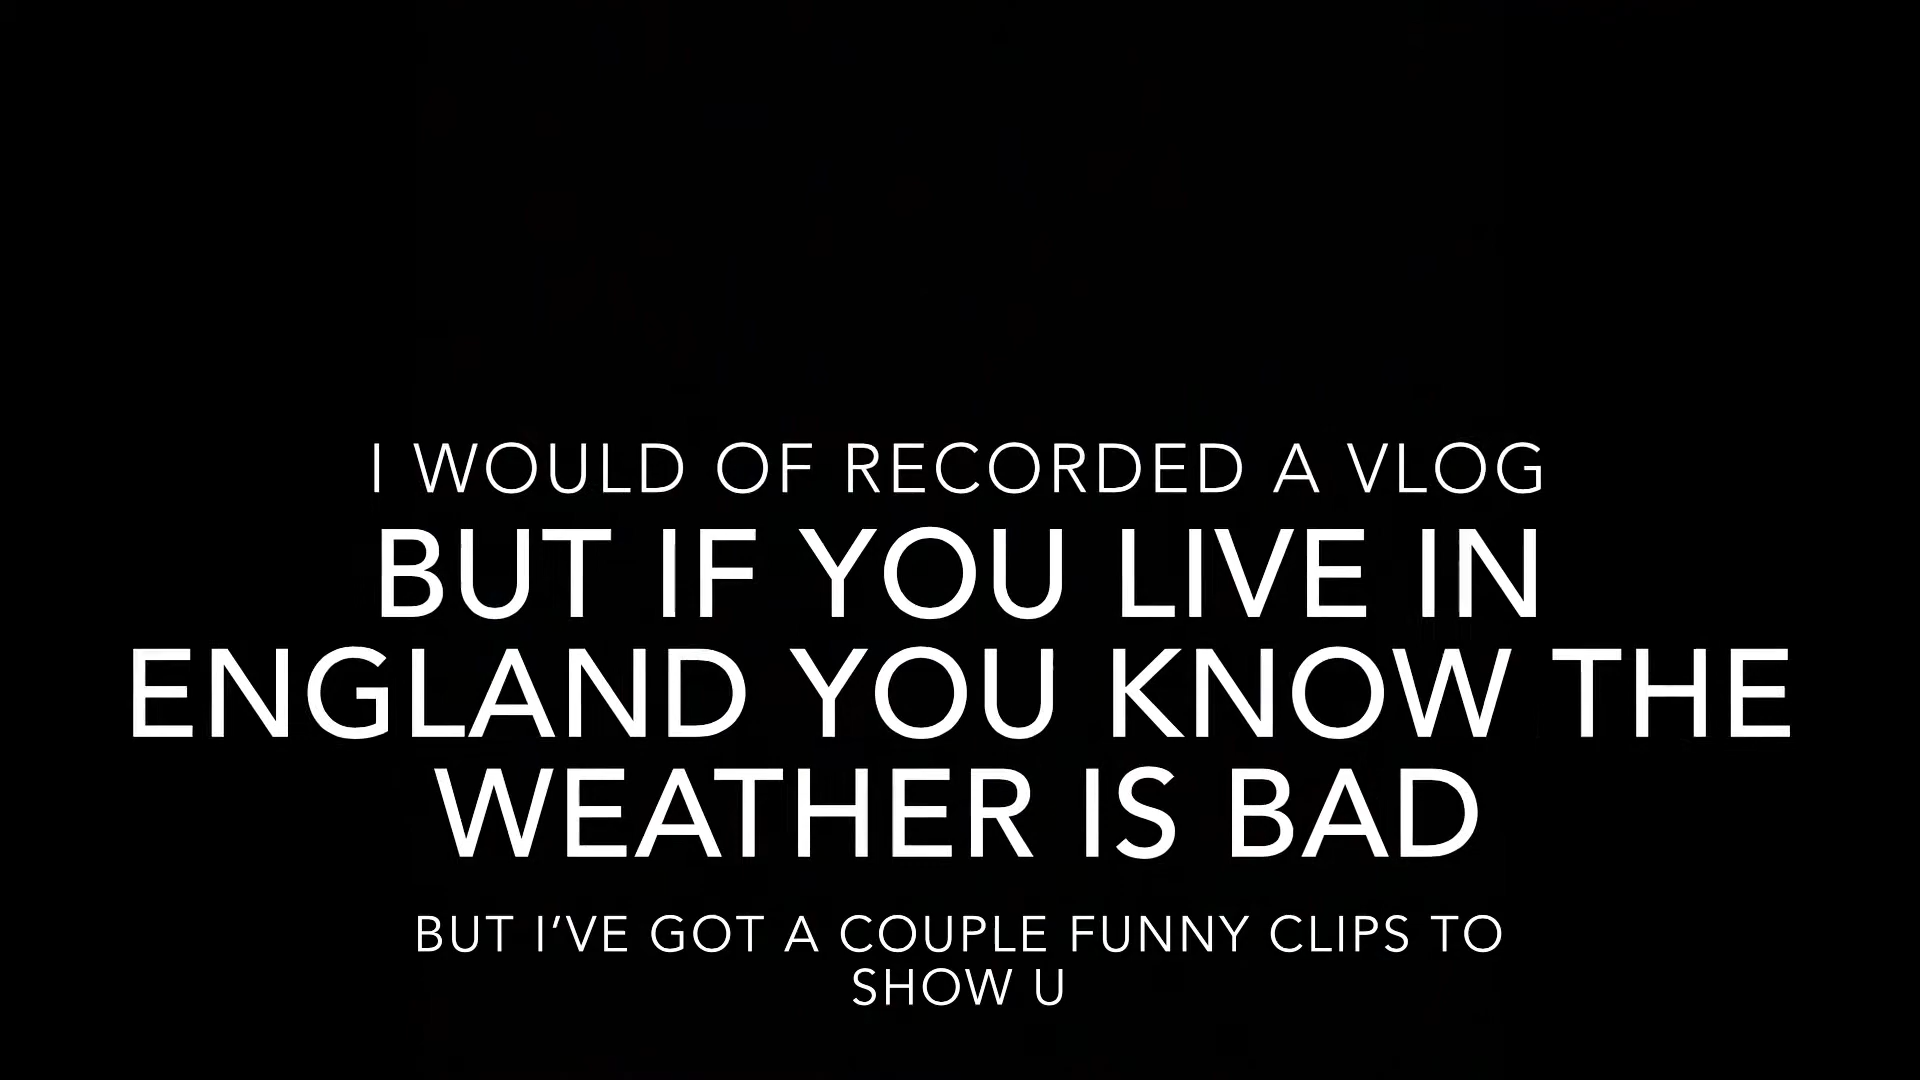 I WOULD OF RECORDED A VLOG
BUT IF YOU LIVE IN
ENGLAND YOU KNOW THE
WEATHER IS BAD
BUT I’VE GOT A COUPLE FUNNY CLIPS TO
SHOW U